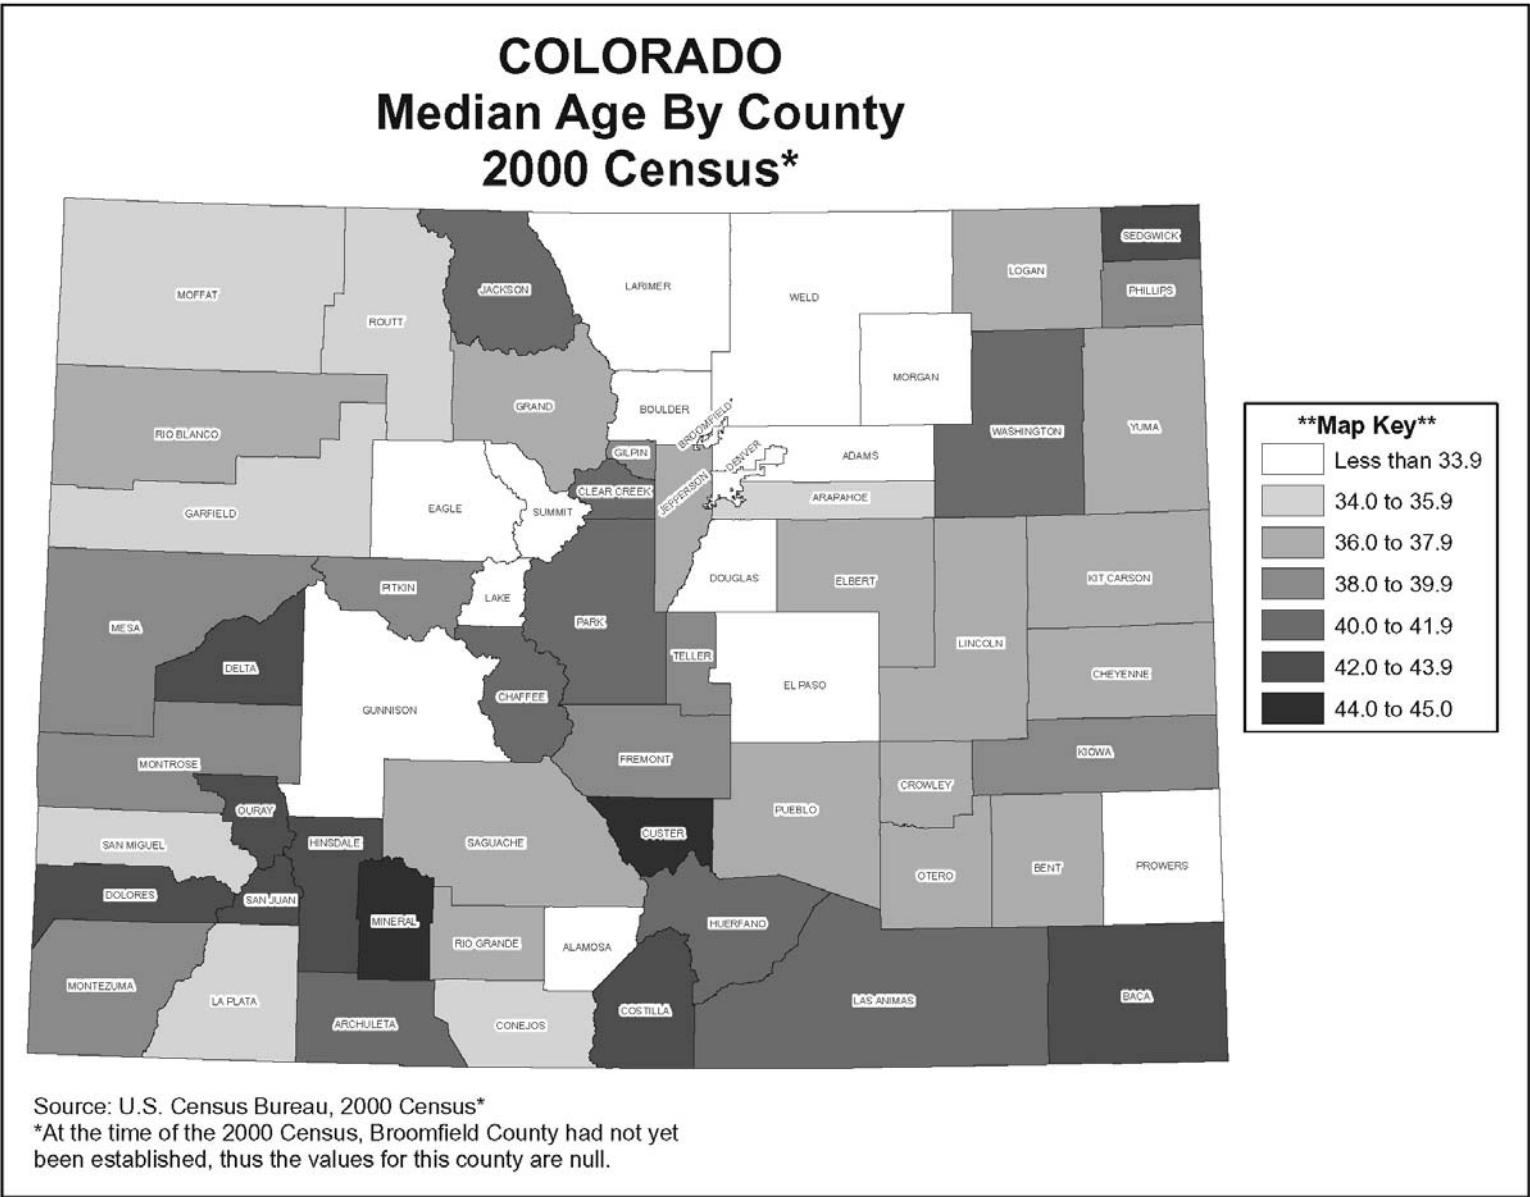 COLORADO
Median Age By County
2000 Census*
SEDGWICK
LOGAN
PHILLIPS
MOFFAT
ROUTT
JACKSON
LARIMER
WELD
MORGAN
WASHINGTON
YUMA
GRAND
BOULDER
BROOMFIELD*
RIO BLANCO
GILPIN
CLEAR CREEK
JEFFERSON
DENVER
ADAMS
ARAPAHOE
GARFIELD
EAGLE
SUMMIT
DOUGLAS
ELBERT
KIT CARSON
PITKIN
LAKE
PARK
MESA
DELTA
TELLER
LINCOLN
CHEYENNE
EL PASO
CHAFFEE
GUNNISON
MONTROSE
FREMONT
KIOWA
CROWLEY
PUEBLO
OURAY
HINSDALE
SAGUACHE
CUSTER
SAN MIGUEL
DOLORES
SAN JUAN
OTERO
BENT
PROWERS
MINERAL
RIO GRANDE
ALAMOSA
HUERFANO
MONTEZUMA
LA PLATA
ARCHULETA
CONEJOS
COSTILLA
LAS ANIMAS
BACA
**Map Key**
Less than 33.9
34.0 to 35.9
36.0 to 37.9
38.0 to 39.9
40.0 to 41.9
42.0 to 43.9
44.0 to 45.0
Source: U.S. Census Bureau, 2000 Census*
*At the time of the 2000 Census, Broomfield County had not yet
been established, thus the values for this county are null.